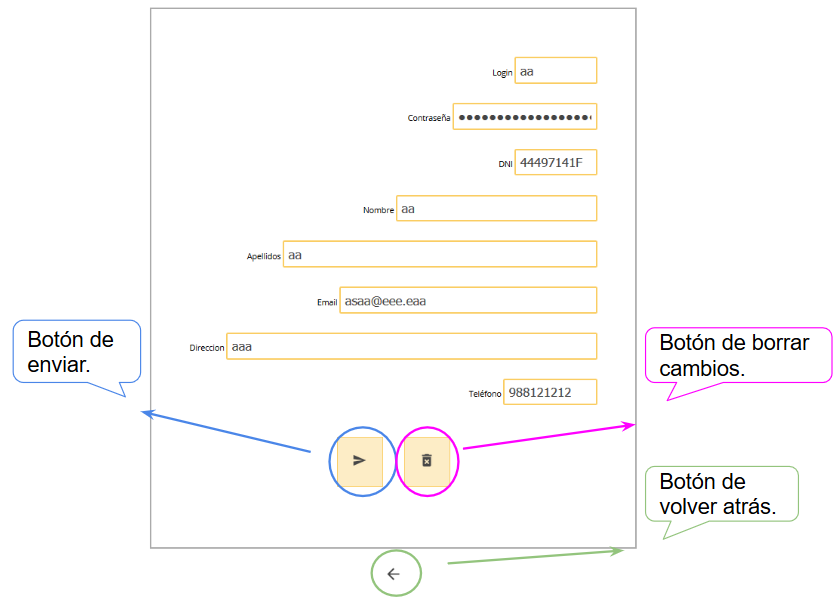 Login aa
Contraseña ••••••••••••••••••
DNI 44497141F
Nombre aa
Apellidos aa
Email asaa@eee.eaa
Direccion aaa
Teléfono 988121212
Botón de
enviar.
Botón de borrar
cambios.
Botón de
volver atrás.